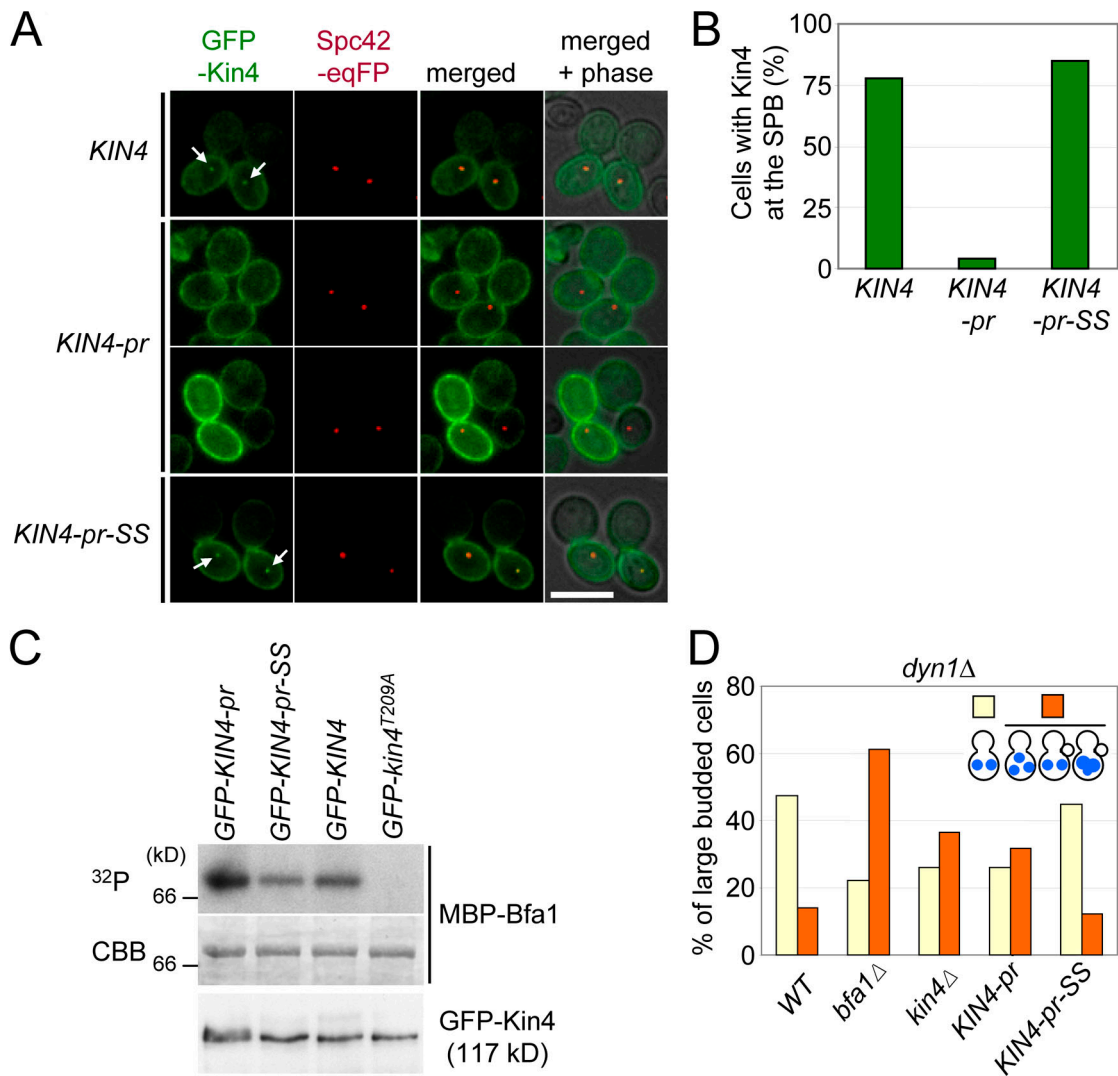 A
GFP
-Kin4
Spc42
-eqFP
merged
merged
+ phase
KIN4
KIN4-pr
KIN4-pr-SS
B
Cells with Kin4
at the SPB (%)
100
75
50
25
0
KIN4
KIN4
-pr
KIN4
-pr-SS
C
GFP-KIN4-pr
GFP-KIN4-pr-SS
GFP-KIN4
GFP-kin4T209A
(kD)
32P
66
CBB
66
MBP-Bfa1
GFP-Kin4
(117 kD)
D
dyn1Δ
% of large budded cells
80
60
40
20
0
WT
bfa1Δ
kin4Δ
KIN4-pr
KIN4-pr-SS